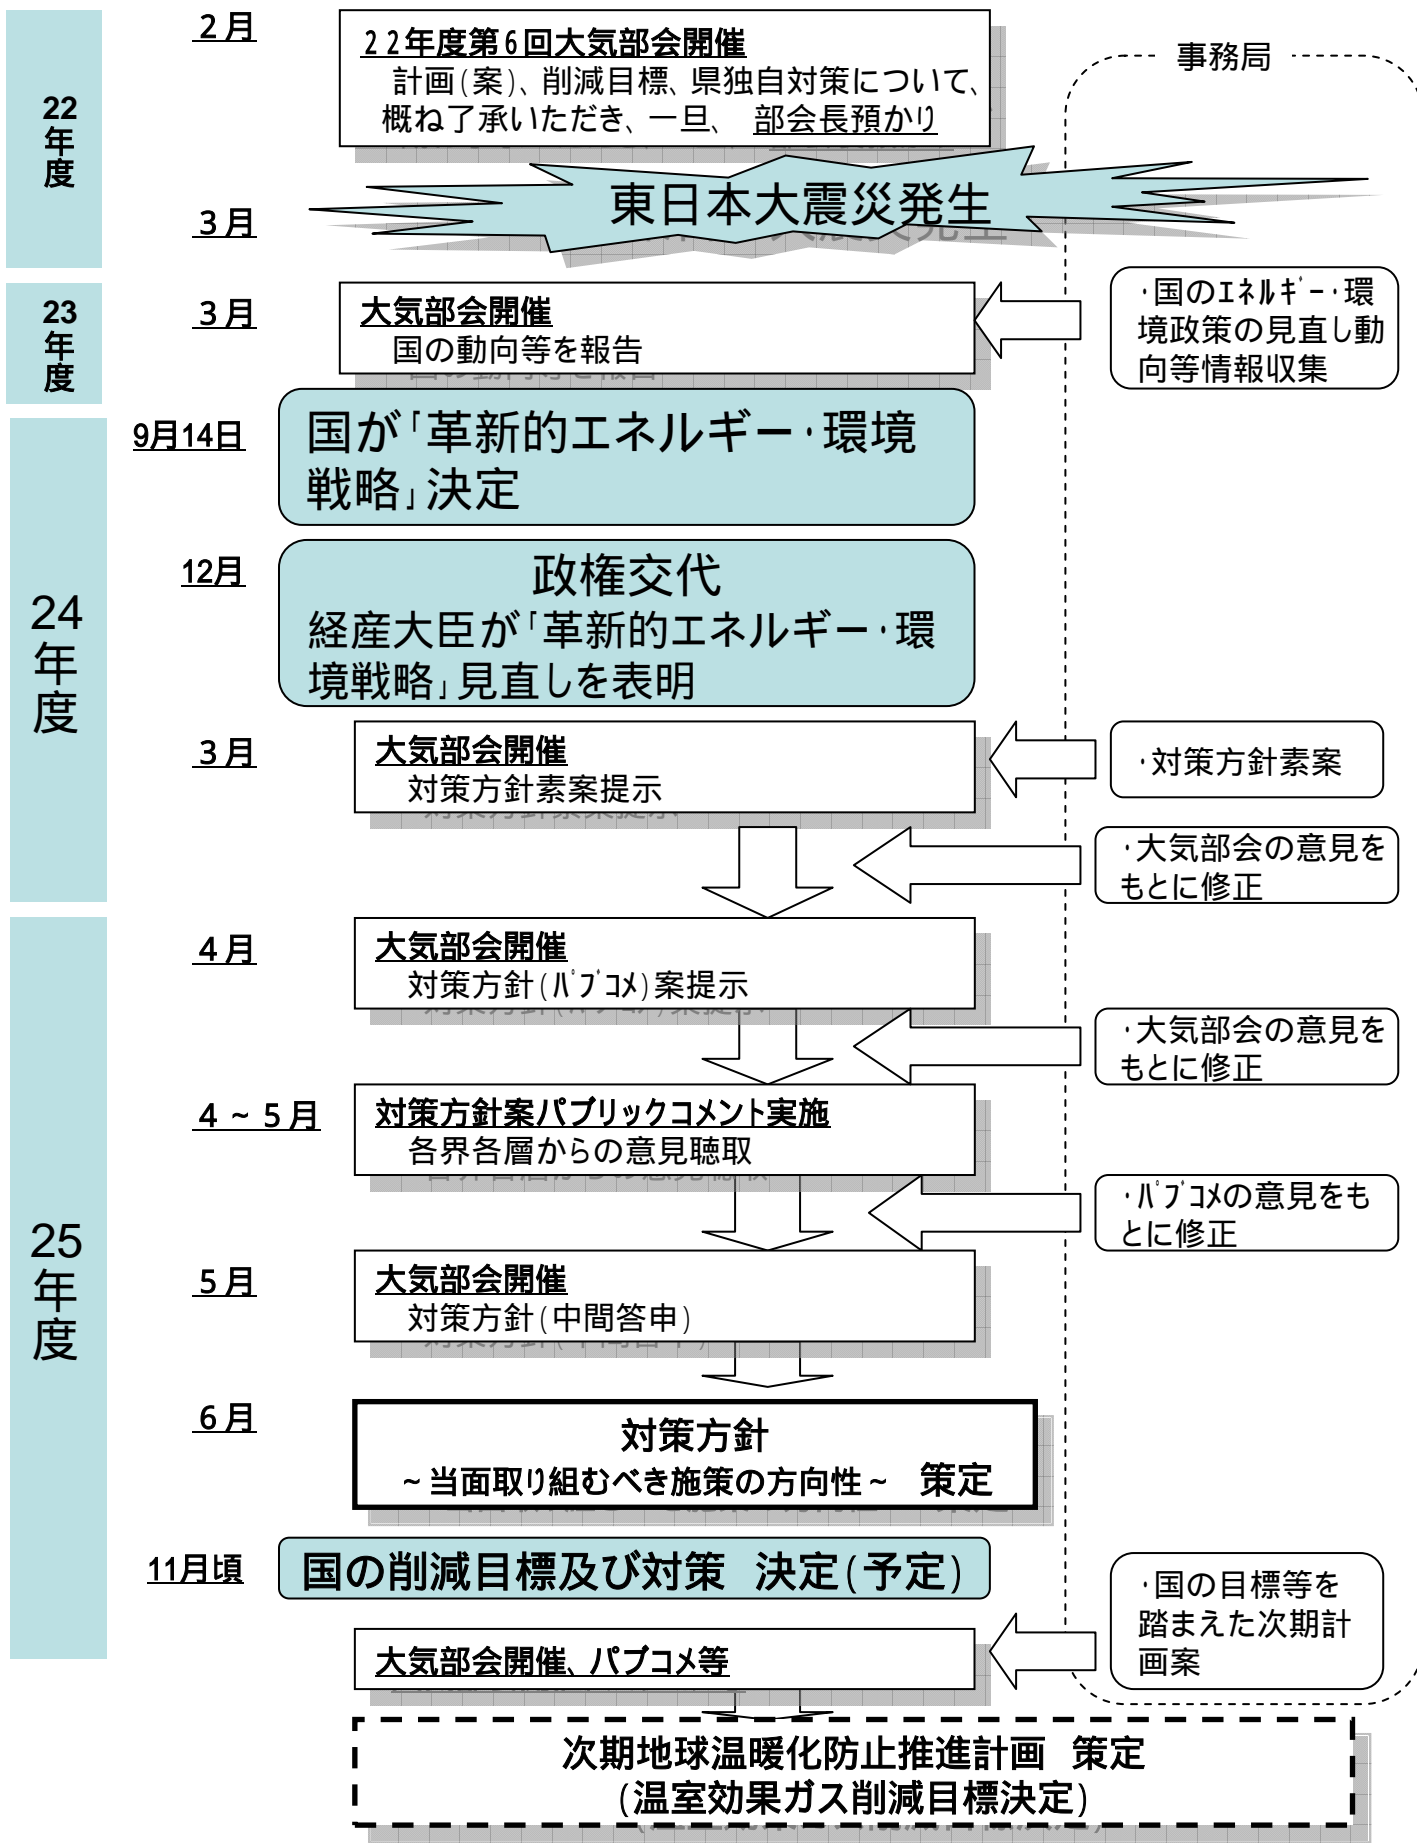 22
年
度
２月
２２年度第６回大気部会開催
計画(案)、削減目標、県独自対策について、
概ね了承いただき、一旦、 部会長預かり
事務局
東日本大震災発生
３月
23
年
度
３月
大気部会開催
国の動向等を報告
・国のｴﾈﾙｷﾞｰ・環
境政策の見直し動
向等情報収集
24
年
度
9月14日
国が「革新的エネルギー・環境
戦略」決定
12月
政権交代
経産大臣が「革新的エネルギー・環
境戦略」見直しを表明
３月
大気部会開催
対策方針素案提示
・対策方針素案
・大気部会の意見を
もとに修正
25
年
度
４月
大気部会開催
対策方針(ﾊﾟﾌﾞｺﾒ)案提示
・大気部会の意見を
もとに修正
４～５月
対策方針案パブリックコメント実施
各界各層からの意見聴取
・ﾊﾟﾌﾞｺﾒの意見をも
とに修正
５月
大気部会開催
対策方針(中間答申)
６月
対策方針
～当面取り組むべき施策の方向性～ 策定
11月頃
国の削減目標及び対策 決定(予定)
・国の目標等を
踏まえた次期計
画案
大気部会開催、パブコメ等
次期地球温暖化防止推進計画 策定
(温室効果ガス削減目標決定)